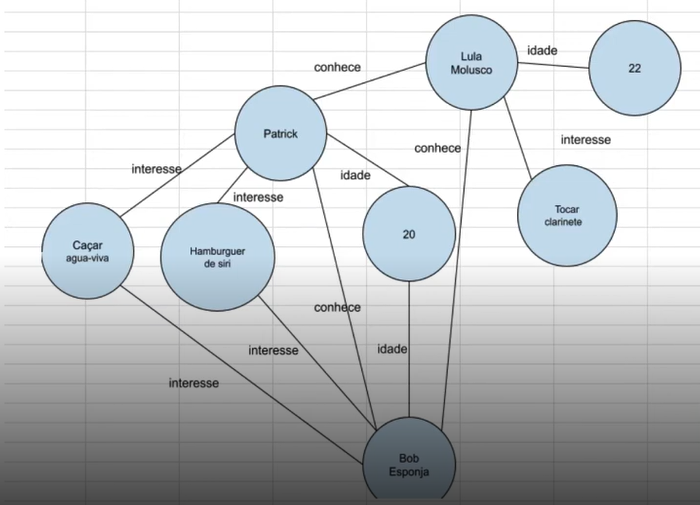 Lula
Molusco
idade
22
conhece
Patrick
conhece
interesse
interesse
idade
interesse
Tocar
clarinete
20
Caçar
agua-viva
Hamburguer
de siri
conhece
interesse
idade
interesse
Bob
Esponja